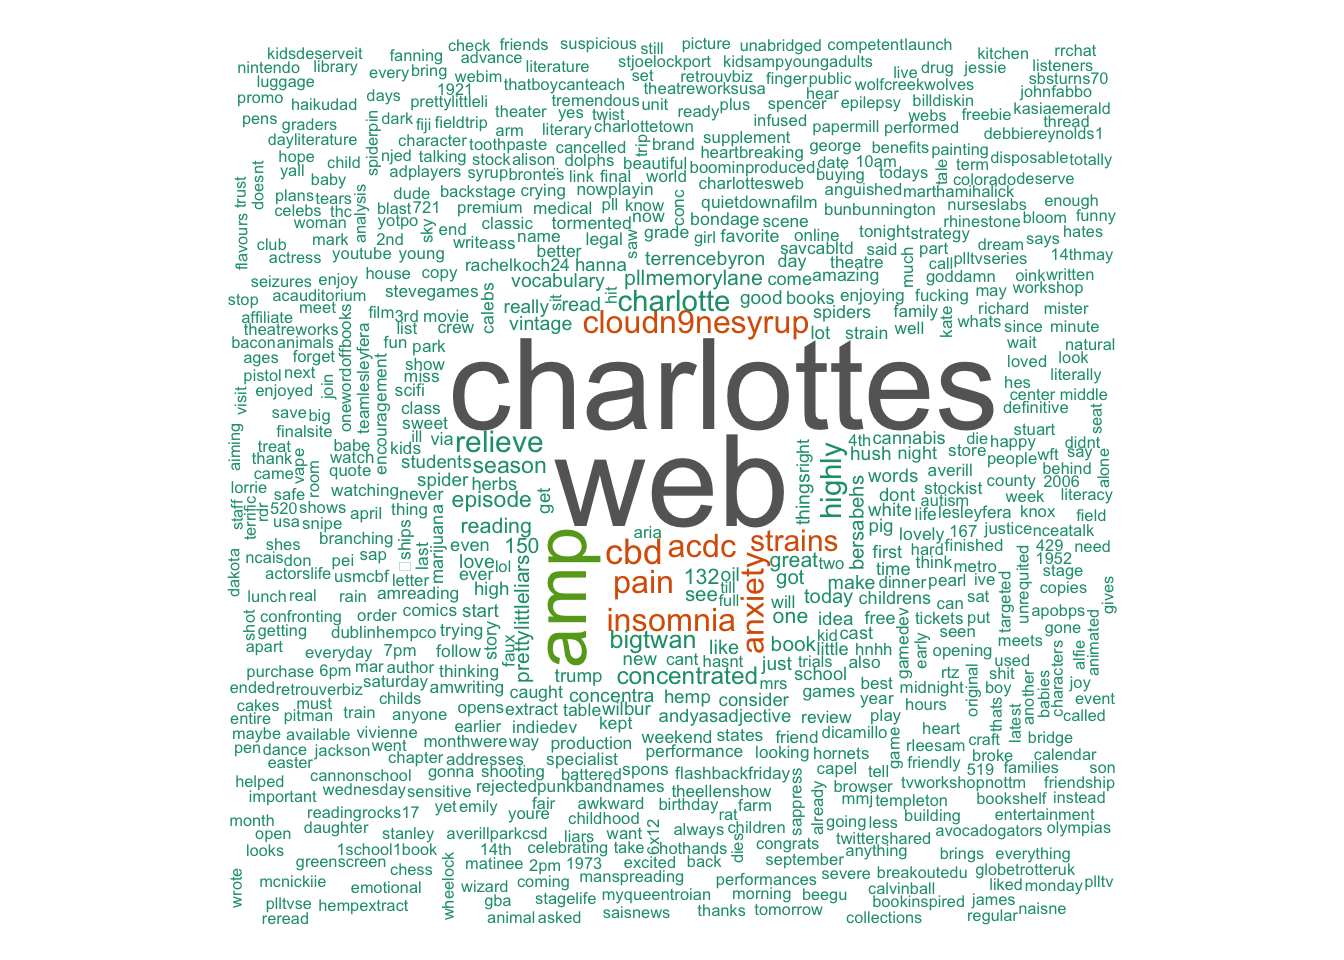 check friends suspicious still picture unabridged competentlaunch
kidsdeserveit fanning advance kitchen rrchat
nintendo library every bring webim literature stjoelockport kidsampyoungadults live drug jessie listeners
luggage thatboycanteach set retrouvbiz fingerpublic wolfcreekwolves sbsturns70
promo haikudad days 1921 prettylittleli theatreworksusa hear johnfabbo
pens graders dark theater tremendous unit readyplus spencer epilepsy billdiskin kasiaemerald
dayliterature spiderpin fiji fieldtrip arm yes twist literary charlottetown infused papermill performed webs freebie thread
hope njed character toothpaste cancelled trip brand supplement george benefits painting debbiereynolds1
yall child talking stockalison dolphs beautiful heartbreaking date 10am tale term disposabletotally
baby adplayers syrupbrontes link final world boominproduced buying todays coloradodeserve
flavours trust doesnt plans tears dude backstage crying nowplayin charlottesweb anguished marthamihalick
celebs thc analysis blast 721 premium medical pll know conc quietdownafilm bunbunnington nurseslabs enough
woman yotpo sky end classic tormented now bondage scene rhinestone bloom funny
club mark 2nd writeass name legal saw grade girl favorite online tonightstrategy says hates
actress youtube young better savcabltd said part dream 14thmay
seizures enjoy house copy rachelkoch24 hanna terrencebyron day theatre much call plltvseries
stop acauditorium stevegames vocabulary sit hit pllmemorylane come amazing goddamn oinkwritten
affiliate meet film3rd movie calebs really read charlotte good books enjoying fucking may workshop
theatreworks list crew vintage cloudn9nesyrup spiders family kate richard mister
baconanimals onewordoffbooks teamlesleyfera fun park lot strain well whats since minute
ages forget show charlottes wait natural
pistol next join encouragement miss loved look
visit enjoyed scifi hes literally
save big class center middle
finalsite sweet definitive seat
aiming treat babe ill via relieve web thingsright highly 4th cannabis die happy stuart didnt
thank vape watch kids hush night store people wft say
came room quote students season words averill behind alone
lorrie watching never spider herbs dont stockist county 2006
staff terrific rdr safe 520 shows thing episode get bersabehs white autism week literacy
usa snipe april reading aria pig life lesleyfera knox field
shes branching ships last marijuana even 150 amp cbd acdc strains lovely 167 justice nceatalk
ncais don pei sap love lol pain anxiety great two first hard finished 429 need
dakota actorslife usmcbf letter ever 132 oil till got time think metro 1952
lunch real rain amreading high prettylittleliars see full make dinner pearl ive stage
shot confronting order comics start insomnia will today childrens can sat targeted unrequited copies gives
getting dublinhempco trying story faux bigtwan like one idea free tickets put apobps
apart everyday 7pm follow book kid cast gamedev early seen meets gone alfie animated
purchase 6pm mar author thinking new cant hasnt just little hnhh opening used characters
ended saturday trump concentrated mrs trials also rtz original shit babies joy
retrouverbiz childs amwriting caught concentra hemp consider school best midnight boy another event
cakes must opens extract table wilbur games year hours thats latest called
entire pitman train anyone andyasadjective review play heart
maybe available vivienne earlier indiedev kept weekend states friend dicamillo game craft bridge
pen dance jackson went monthwere way production performance looking hornets rleesam broke calendar
easter chapter addresses specialist friendly 519 families son
helped cannonschool gonna shooting battered spons flashbackfriday capel tell tvworkshopnottm friendship
important wednesday sensitive rejectedpunkbandnames theellenshow sappress browser mmj templeton bookshelf instead
month readingrocks17 yet emily fair awkward birthday farm already building entertainment
open daughter youre childhood rat going less avocadogators olympias
looks stanley averillparkcsd liars want 6x12 always children twittershared
1school1book 14th celebrating take hothands dies congrats anything brings everything
greenscreen chess matinee 2pm 1973 excited back september severe breakoutedu globetrotteruk
wrote mcnickiie emotional wheelock wizard coming manspreading performances calvinball liked monday plltv
plltvse hempextract gba stagelife myqueentroian morning beegu bookinspired james
reread animal asked saisnews thanks tomorrow collections regular naisne